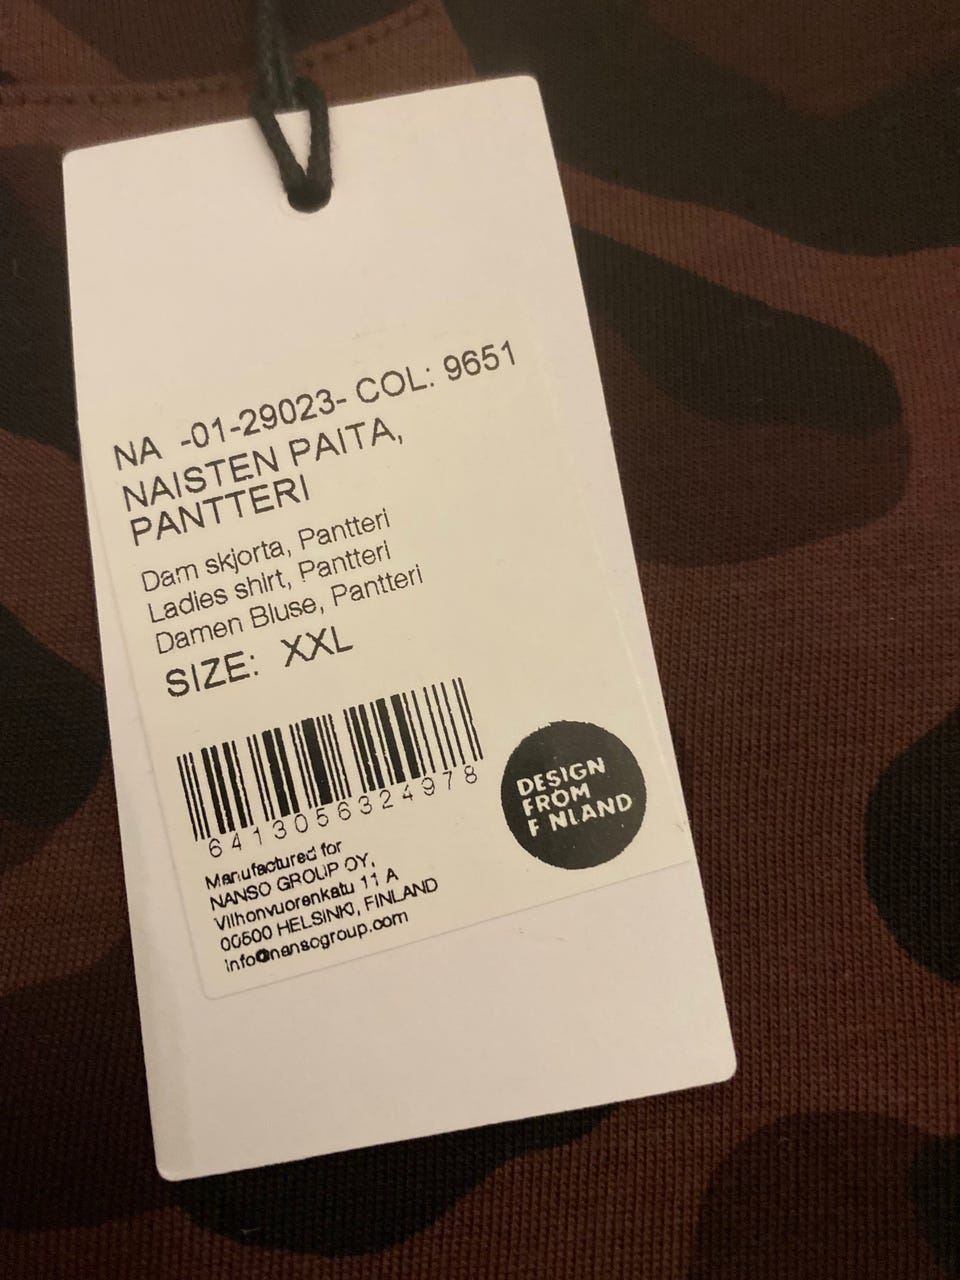 NA -01-29023- COL: 9651
NAISTEN PAITA,
PANTTERI
Dam skjorta, Pantteri
Ladies shirt, Pantteri
Damen Bluse, Pantteri
SIZE: XXL
6413056324978
DESIGN
FROM
F NLAND
Manufactured for
NANSO GROUP OY,
Vilhonvuorenkatu 11 A
00500 HELSINKI, FINLAND
info@nansogroup.com